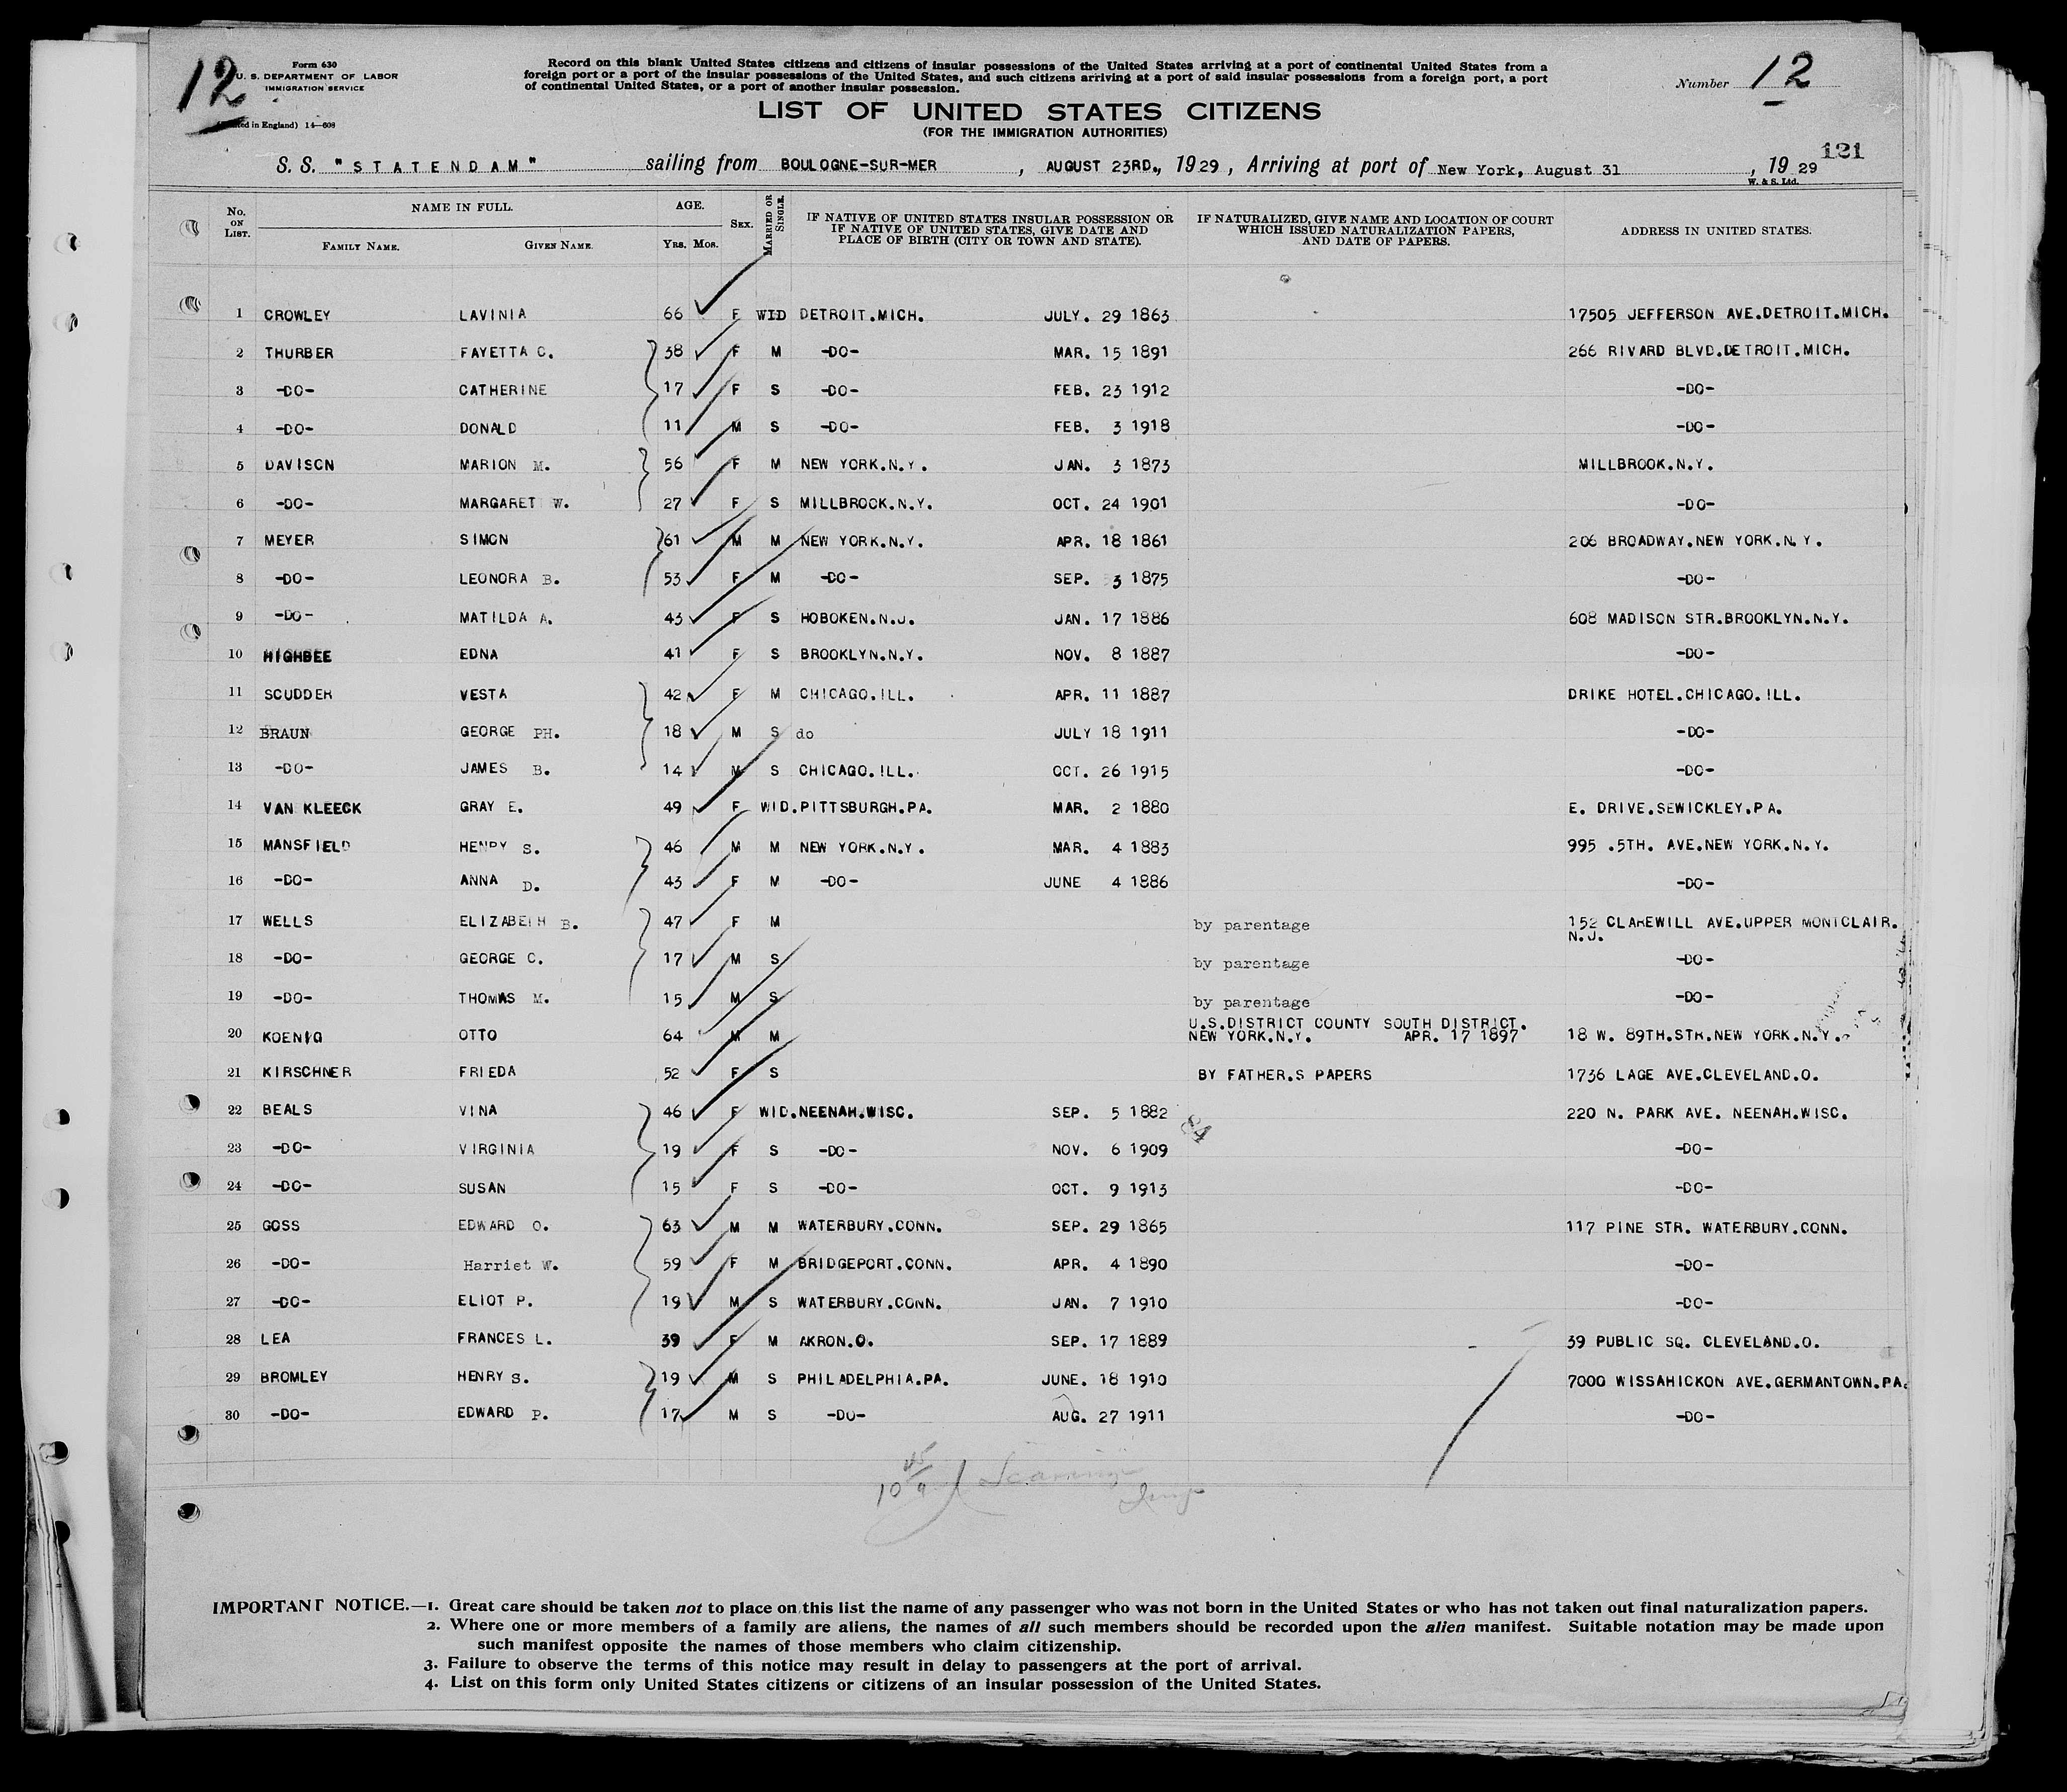 12
Form 630
U. S. DEPARTMENT OF LABOR
IMMIGRATION SERVICE
in England) 14—608
Record on this blank United States citizens and citizens of insular possessions of the United States arriving at a port of continental United States from a
foreign port or a port of the insular possessions of the United States, and such citizens arriving at a port of said insular possessions from a foreign port, a port
of continental United States, or a port of another insular possession.
Number 12
LIST OF UNITED STATES CITIZENS
(FOR THE IMMIGRATION AUTHORITIES)
121
S. S. "STATENDAM" sailing from BOULOGNE-SUR-MER, AUGUST 23RD., 1929, Arriving at port of New York, August 31, 1929
W. & S. Ltd.
No. ON LIST. NAME IN FULL. AGE. SEX. MARRIED OR SINGLE. IF NATIVE OF UNITED STATES INSULAR POSSESSION OR IF NATIVE OF UNITED STATES, GIVE DATE AND PLACE OF BIRTH (CITY OR TOWN AND STATE). IF NATURALIZED, GIVE NAME AND LOCATION OF COURT WHICH ISSUED NATURALIZATION PAPERS, AND DATE OF PAPERS. ADDRESS IN UNITED STATES.
FAMILY NAME. GIVEN NAME. YRS. MOS.
1 CROWLEY LAVINIA 66 F WID DETROIT.MICH. JULY. 29 1863 17505 JEFFERSON AVE.DETROIT.MICH.
2 THURBER FAYETTA C. 38 F M -DO- MAR. 15 1891 266 RIVARD BLVD.DETROIT.MICH.
3 -DO- CATHERINE 17 F S -DO- FEB. 23 1912 -DO-
4 -DO- DONALD 11 M S -DO- FEB. 3 1918 -DO-
5 DAVISON MARION M. 56 F M NEW YORK.N.Y. JAN. 3 1873 MILLBROOK.N.Y.
6 -DO- MARGARET W. 27 F S MILLBROOK.N.Y. OCT. 24 1901 -DO-
7 MEYER SIMON 61 M M NEW YORK.N.Y. APR. 18 1861 206 BROADWAY.NEW YORK.N.Y.
8 -DO- LEONORA B. 53 F M -DO- SEP. 3 1875 -DO-
9 -DO- MATILDA A. 43 F S HOBOKEN.N.J. JAN. 17 1886 608 MADISON STR.BROOKLYN.N.Y.
10 HIGHBEE EDNA 41 F S BROOKLYN.N.Y. NOV. 8 1887 -DO-
11 SCUDDER VESTA 42 F M CHICAGO.ILL. APR. 11 1887 DRIKE HOTEL.CHICAGO.ILL.
12 BRAUN GEORGE PH. 18 M S do JULY 18 1911 -DO-
13 -DO- JAMES B. 14 M S CHICAGO.ILL. OCT. 26 1915 -DO-
14 VAN KLEECK GRAY E. 49 F WID. PITTSBURGH.PA. MAR. 2 1880 E. DRIVE.SEWICKLEY.PA.
15 MANSFIELD HENRY S. 46 M M NEW YORK.N.Y. MAR. 4 1883 995 .5TH. AVE.NEW YORK.N.Y.
16 -DO- ANNA D. 43 F M -DO- JUNE 4 1886 -DO-
17 WELLS ELIZABETH B. 47 F M by parentage 152 CLAREWILL AVE.UPPER MONTCLAIR.
N.J.
18 -DO- GEORGE C. 17 M S by parentage -DO-
19 -DO- THOMAS M. 15 M S by parentage -DO-
U.S.DISTRICT COUNTY SOUTH DISTRICT.
20 KOENIG OTTO 64 M M NEW YORK.N.Y. APR. 17 1897 18 W. 89TH.STR.NEW YORK.N.Y.
21 KIRSCHNER FRIEDA 52 F S BY FATHER.S PAPERS 1736 LAGE AVE.CLEVELAND.O.
22 BEALS VINA 46 F WID. NEENAH.WISC. SEP. 5 1882 84 220 N. PARK AVE. NEENAH.WISC.
23 -DO- VIRGINIA 19 F S -DO- NOV. 6 1909 -DO-
24 -DO- SUSAN 15 F S -DO- OCT. 9 1913 -DO-
25 GOSS EDWARD O. 63 M M WATERBURY.CONN. SEP. 29 1865 117 PINE STR. WATERBURY.CONN.
26 -DO- Harriet W. 59 F M BRIDGEPORT.CONN. APR. 4 1890 -DO-
27 -DO- ELIOT P. 19 M S WATERBURY.CONN. JAN. 7 1910 -DO-
28 LEA FRANCES L. 39 F M AKRON.O. SEP. 17 1889 39 PUBLIC SQ. CLEVELAND.O.
29 BROMLEY HENRY S. 19 M S PHILADELPHIA.PA. JUNE. 18 1910 7000 WISSAHICKON AVE.GERMANTOWN.PA.
30 -DO- EDWARD P. 17 M S -DO- AUG. 27 1911 -DO-
IMPORTANT NOTICE.—1. Great care should be taken not to place on this list the name of any passenger who was not born in the United States or who has not taken out final naturalization papers.
2. Where one or more members of a family are aliens, the names of all such members should be recorded upon the alien manifest. Suitable notation may be made upon
such manifest opposite the names of those members who claim citizenship.
3. Failure to observe the terms of this notice may result in delay to passengers at the port of arrival.
4. List on this form only United States citizens or citizens of an insular possession of the United States.